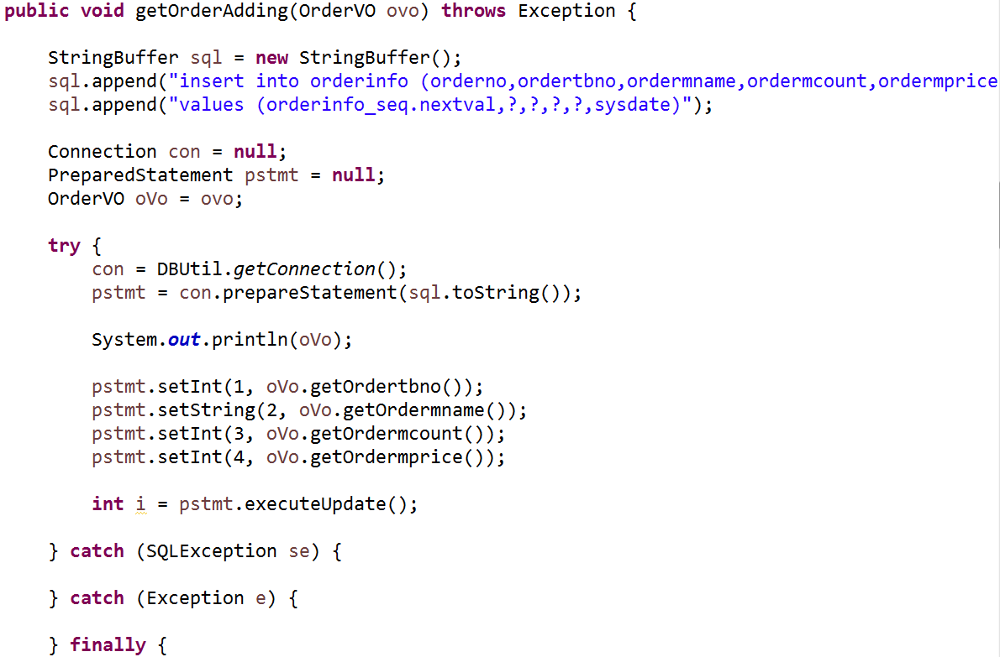 public void getOrderAdding(OrderVO ovo) throws Exception {
StringBuffer sql = new StringBuffer();
sql.append("insert into orderinfo (orderno,ordertbno,ordermname,ordermcount,ordermprice
sql.append("values (orderinfo_seq.nextval,?,?,?,?,sysdate)");
Connection con = null;
PreparedStatement pstmt = null;
OrderVO oVo = ovo;
try {
con = DBUtil.getConnection();
pstmt = con.prepareStatement(sql.toString());
System.out.println(oVo);
pstmt.setInt(1, oVo.getOrdertbno());
pstmt.setString(2, oVo.getOrdermname());
pstmt.setInt(3, oVo.getOrdermcount());
pstmt.setInt(4, oVo.getOrdermprice());
int i = pstmt.executeUpdate();
} catch (SQLException se) {
} catch (Exception e) {
} finally {